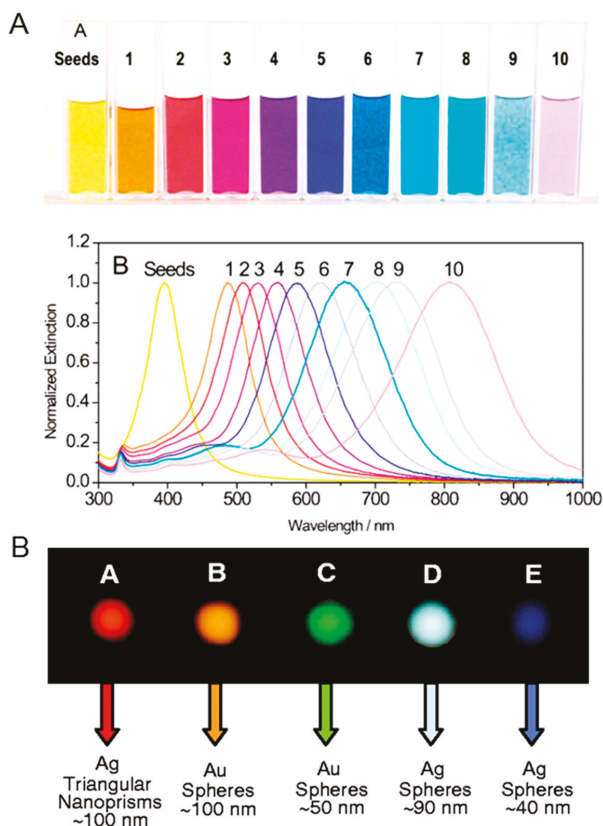 A
A
Seeds 1 2 3 4 5 6 7 8 9 10
B Seeds 1 2 3 4 5 6 7 8 9 10
1.2
1.0
0.8
0.6
0.4
0.2
0.0
Normalized Extinction
300 400 500 600 700 800 900 1000
Wavelength / nm
B
A B C D E
Ag
Triangular
Nanoprisms
~100 nm
Au
Spheres
~100 nm
Au
Spheres
~50 nm
Ag
Spheres
~90 nm
Ag
Spheres
~40 nm